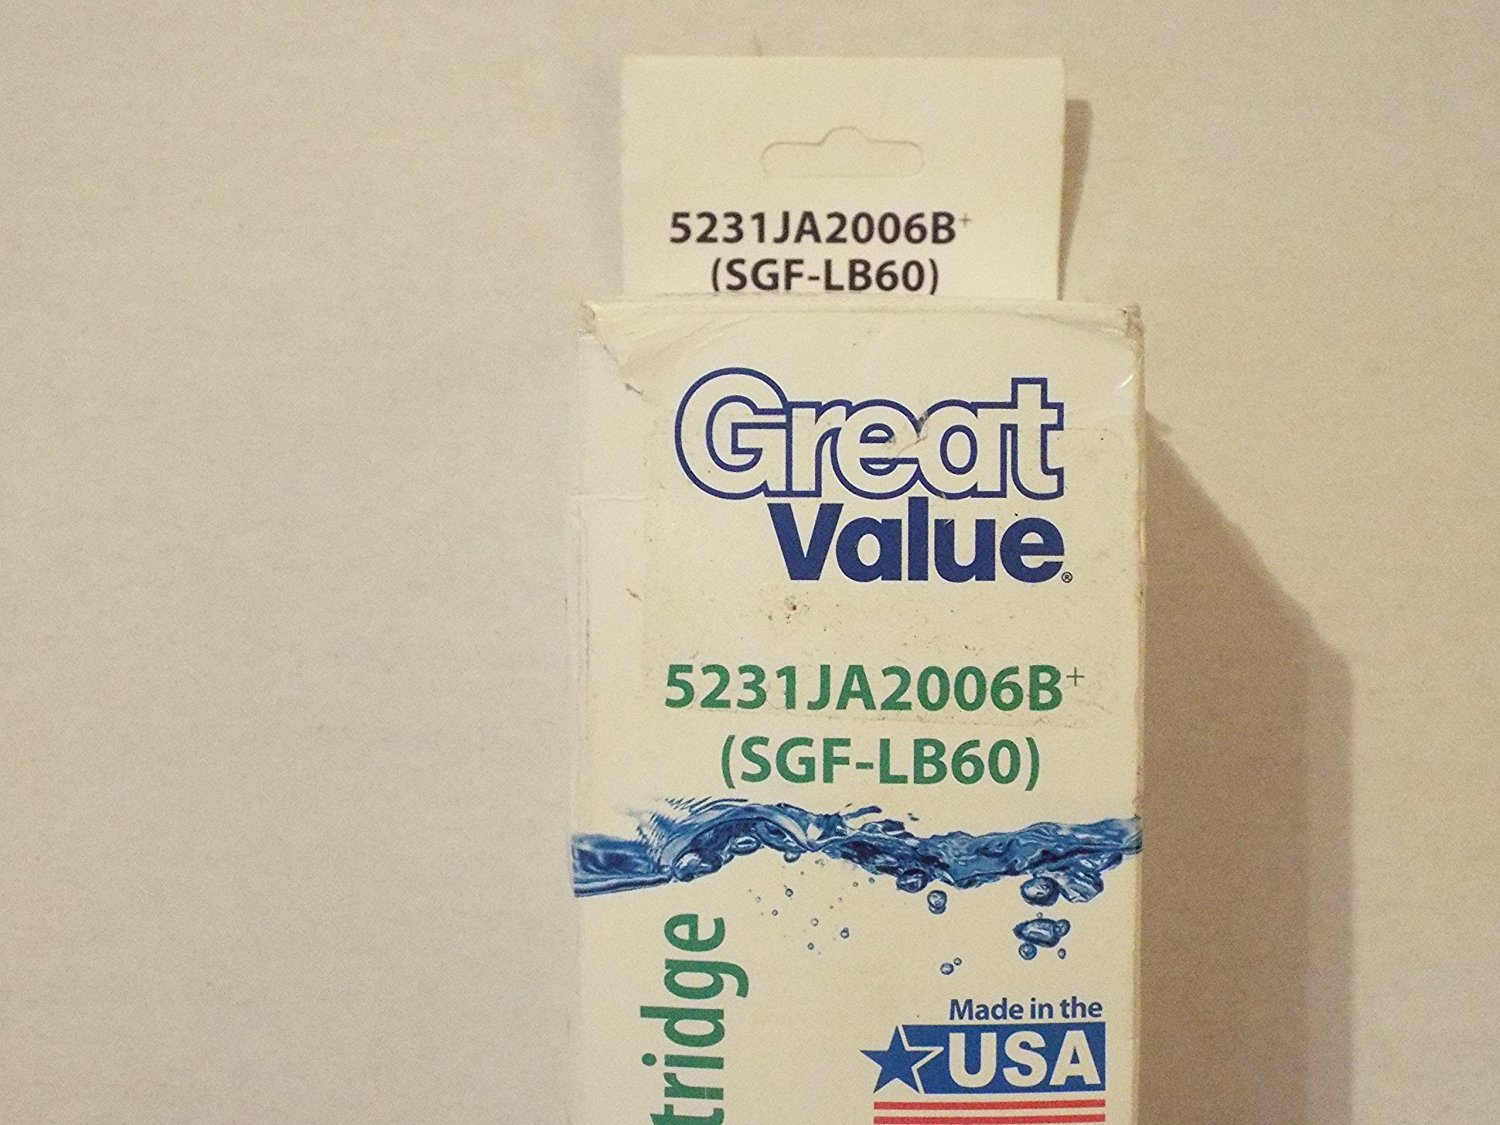 5231JA2006B+
(SGF-LB60)
Great
Value®
5231JA2006B+
(SGF-LB60)
tridge
Made in the
USA